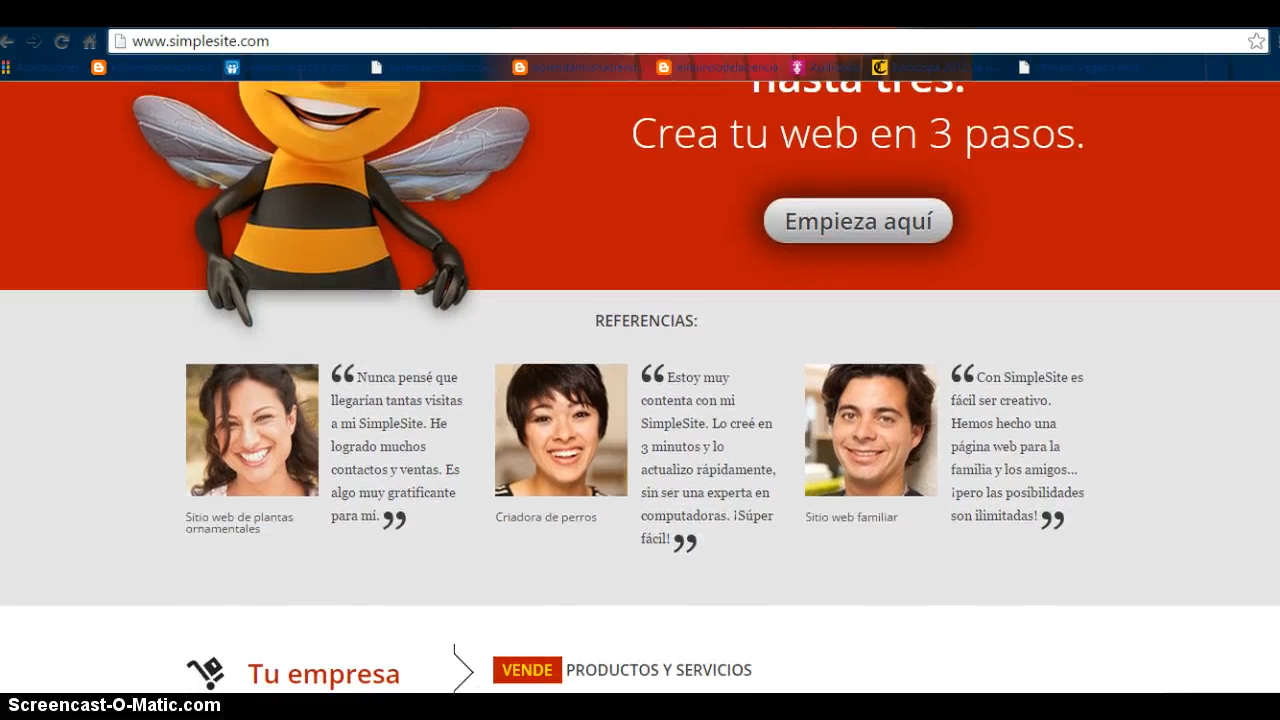 www.simplesite.com
hasta tres.
Crea tu web en 3 pasos.
Empieza aquí
REFERENCIAS:
“ Nunca pensé que
llegarían tantas visitas
a mi SimpleSite. He
logrado muchos
contactos y ventas. Es
algo muy gratificante
para mí. ”
Sitio web de plantas
ornamentales
“ Estoy muy
contenta con mi
SimpleSite. Lo creé en
3 minutos y lo
actualizo rápidamente,
sin ser una experta en
computadoras. ¡Súper
fácil! ”
Criadora de perros
“ Con SimpleSite es
fácil ser creativo.
Hemos hecho una
página web para la
familia y los amigos...
¡pero las posibilidades
son ilimitadas! ”
Sitio web familiar
Tu empresa
VENDE PRODUCTOS Y SERVICIOS
Screencast-O-Matic.com